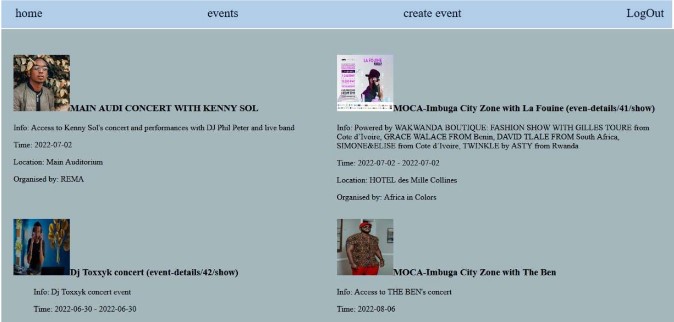 home events create event LogOut
MAIN AUDI CONCERT WITH KENNY SOL
Info: Access to Kenny Sol's concert and performances with DJ Phil Peter and live band
Time: 2022-07-02
Location: Main Auditorium
Organised by: REMA
MOCA-Imbuga City Zone with La Fouine (even-details/41/show)
Info: Powered by WAKWANDA BOUTIQUE: FASHION SHOW WITH GILLES TOURE from
Cote d'Ivoire, GRACE WALACE FROM Benin, DAVID TLALE FROM South Africa,
SIMONE&ELISE from Cote d'Ivoire, TWINKLE by ASTY from Rwanda
Time: 2022-07-02 - 2022-07-02
Location: HOTEL des Mille Collines
Organised by: Africa in Colors
Dj Toxxyk concert (event-details/42/show)
Info: Dj Toxxyk concert event
Time: 2022-06-30 - 2022-06-30
MOCA-Imbuga City Zone with The Ben
Info: Access to THE BEN's concert
Time: 2022-08-06